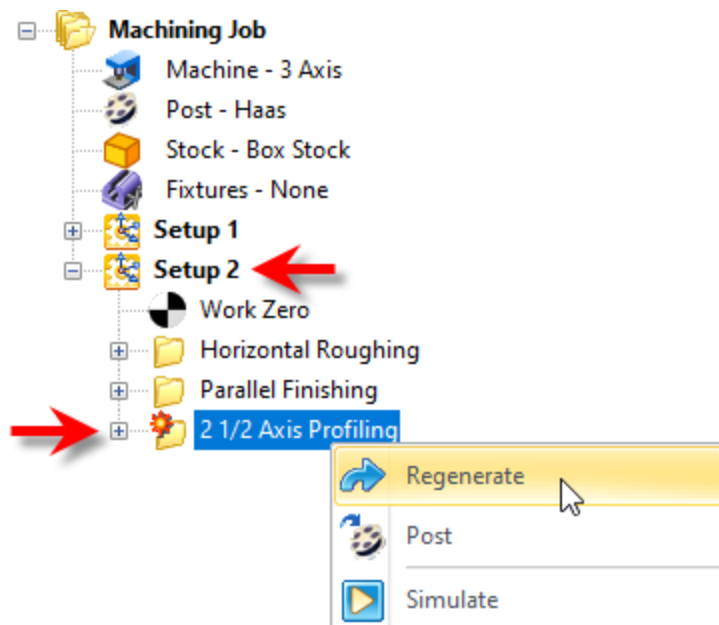 Machining Job
Machine - 3 Axis
Post - Haas
Stock - Box Stock
Fixtures - None
Setup 1
Setup 2
Work Zero
Horizontal Roughing
Parallel Finishing
2 1/2 Axis Profiling
Regenerate
Post
Simulate